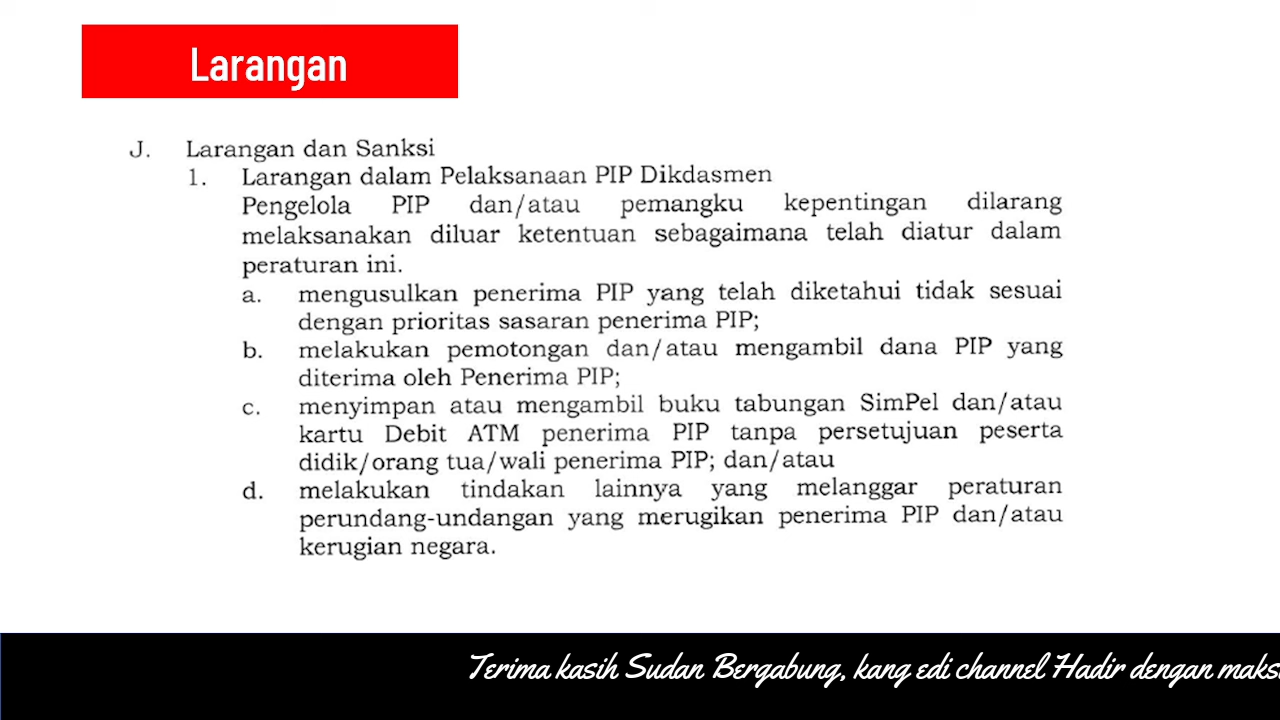 Larangan
J. Larangan dan Sanksi
1. Larangan dalam Pelaksanaan PIP Dikdasmen
Pengelola PIP dan/atau pemangku kepentingan dilarang
melaksanakan diluar ketentuan sebagaimana telah diatur dalam
peraturan ini.
a. mengusulkan penerima PIP yang telah diketahui tidak sesuai
dengan prioritas sasaran penerima PIP;
b. melakukan pemotongan dan/atau mengambil dana PIP yang
diterima oleh Penerima PIP;
c. menyimpan atau mengambil buku tabungan SimPel dan/atau
kartu Debit ATM penerima PIP tanpa persetujuan peserta
didik/orang tua/wali penerima PIP; dan/atau
d. melakukan tindakan lainnya yang melanggar peraturan
perundang-undangan yang merugikan penerima PIP dan/atau
kerugian negara.
Terima kasih Sudan Bergabung, kang edi channel Hadir dengan maks